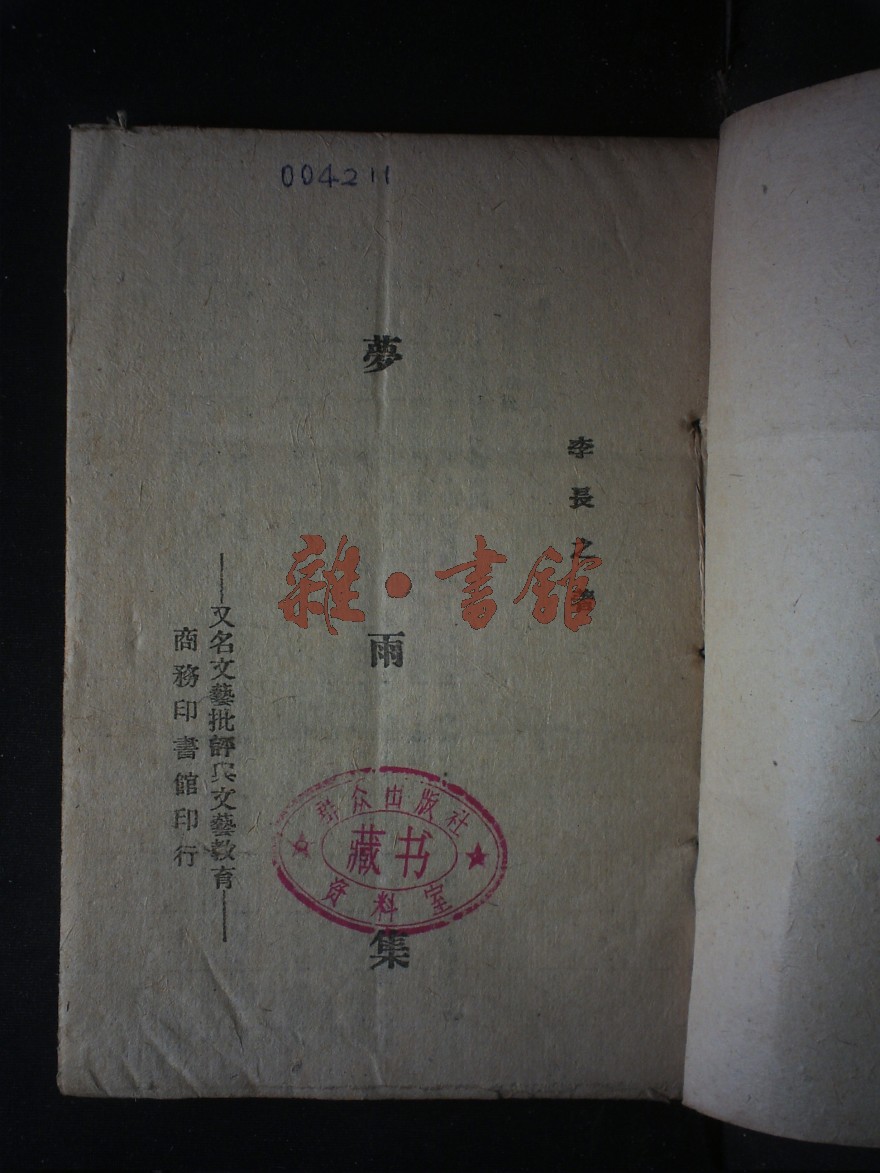 004211
李長之著
夢雨集
——又名文藝批評與文藝教育——
商務印書館印行
雜·書館
群众出版社
藏书
资料室